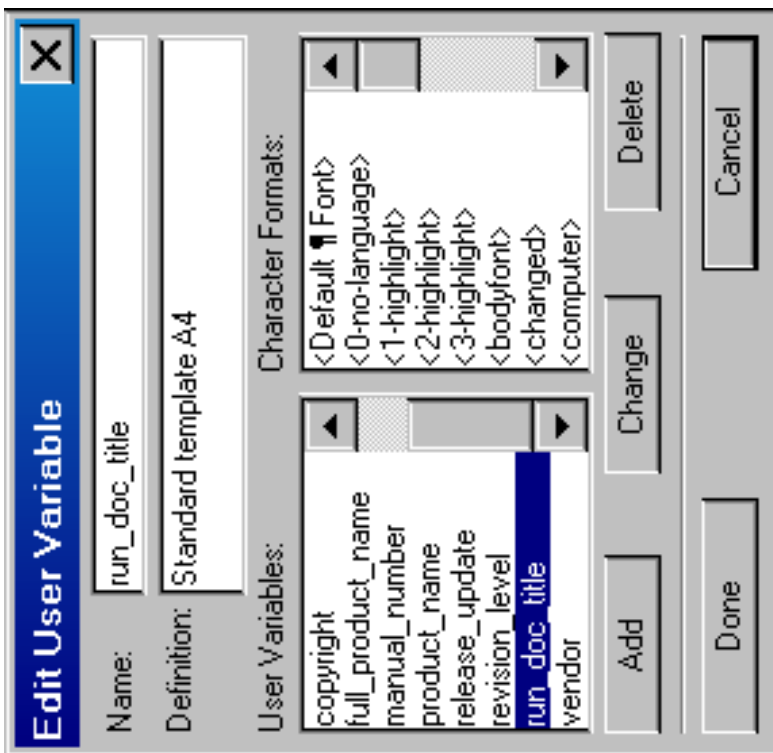 Edit User Variable
Name: run_doc_title
Definition: Standard template A4
User Variables:
copyright
full_product_name
manual_number
product_name
release_update
revision_level
run_doc_title
vendor
Character Formats:
<Default ¶ Font>
<0-no-language>
<1-highlight>
<2-highlight>
<3-highlight>
<bodyfont>
<changed>
<computer>
Add Change Delete
Done Cancel